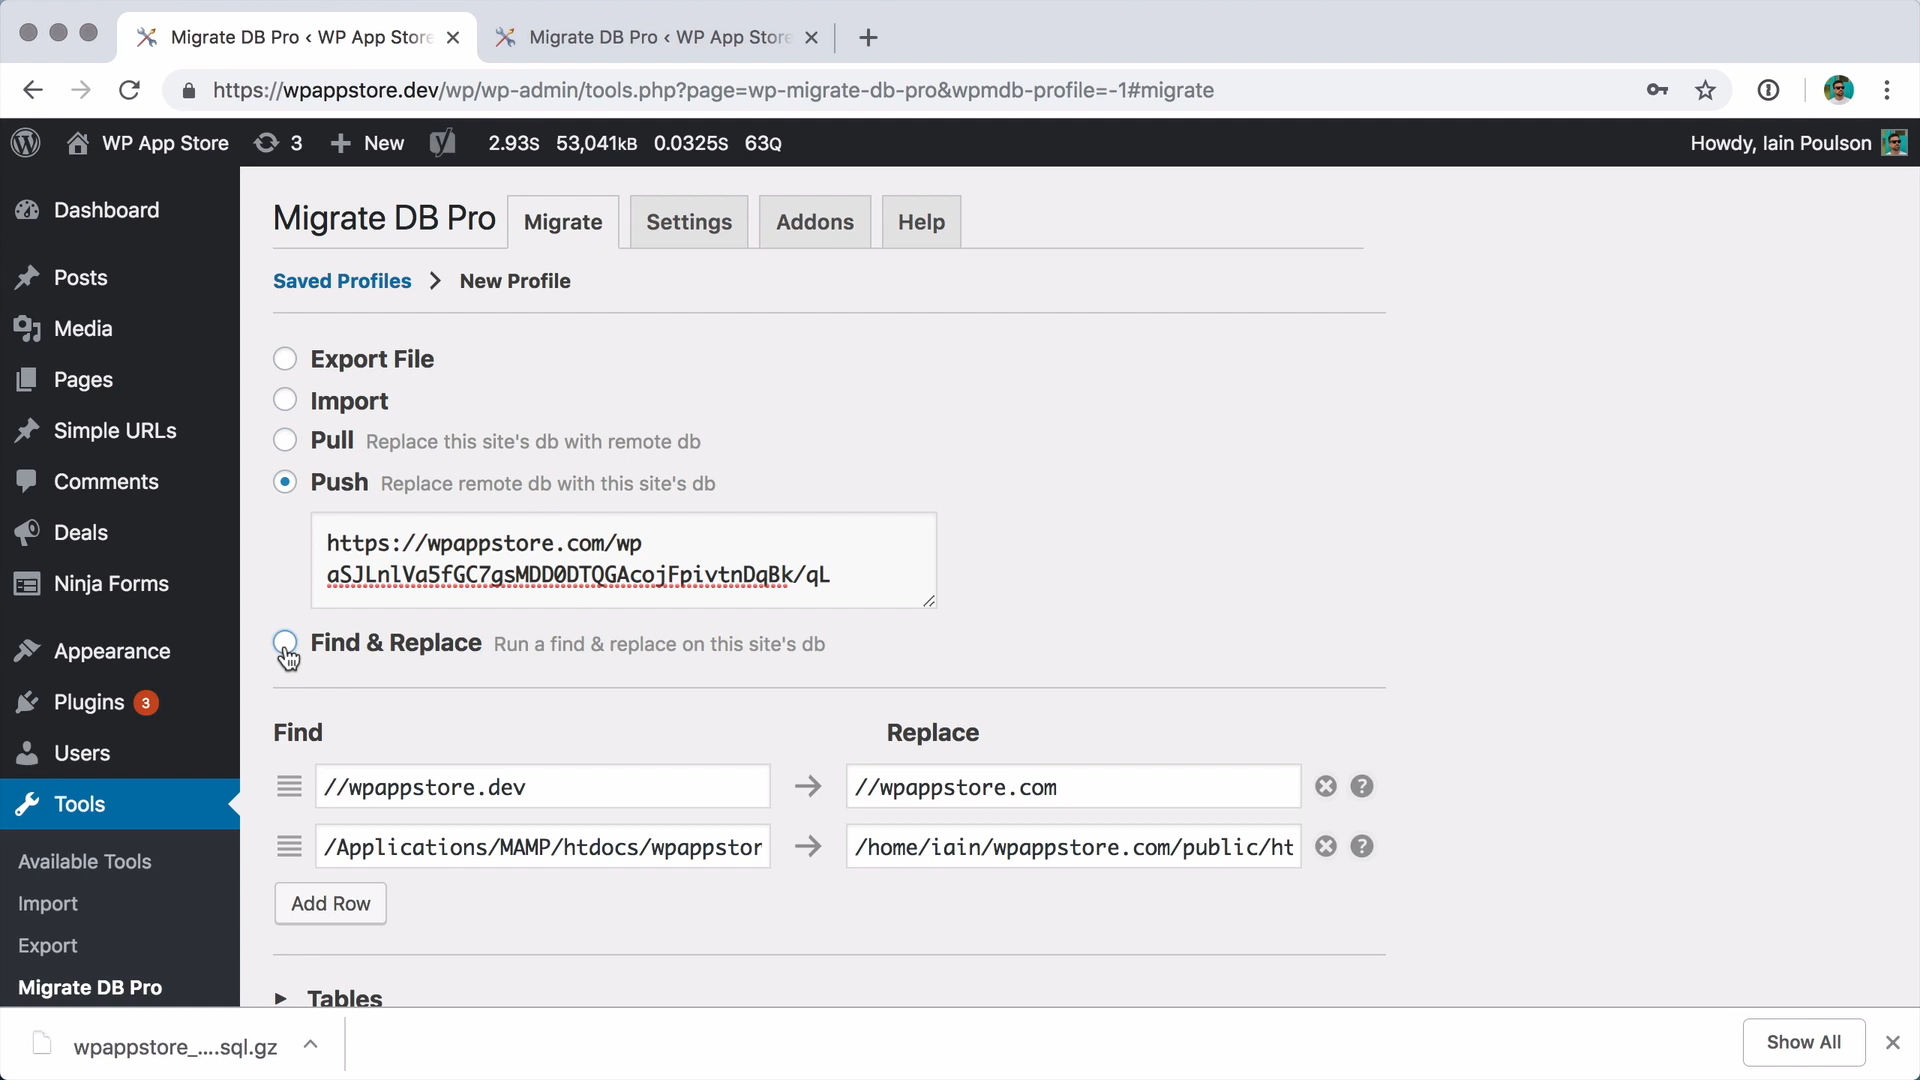 Migrate DB Pro ‹ WP App Store
Migrate DB Pro ‹ WP App Store
https://wpappstore.dev/wp/wp-admin/tools.php?page=wp-migrate-db-pro&wpmdb-profile=-1#migrate
WP App Store
3
New
2.93S 53,041KB 0.0325S 63Q
Howdy, Iain Poulson
Dashboard
Posts
Media
Pages
Simple URLs
Comments
Deals
Ninja Forms
Appearance
Plugins 3
Users
Tools
Available Tools
Import
Export
Migrate DB Pro
Migrate DB Pro
Migrate
Settings
Addons
Help
Saved Profiles
New Profile
Export File
Import
Pull Replace this site's db with remote db
Push Replace remote db with this site's db
https://wpappstore.com/wp
aSJLnlVa5fGC7gsMDD0DTQGAcojFpivtnDqBk/qL
Find & Replace Run a find & replace on this site's db
Find
Replace
//wpappstore.dev
//wpappstore.com
/Applications/MAMP/htdocs/wpappstor
/home/iain/wpappstore.com/public/ht
Add Row
Tables
wpappstore_....sql.gz
Show All